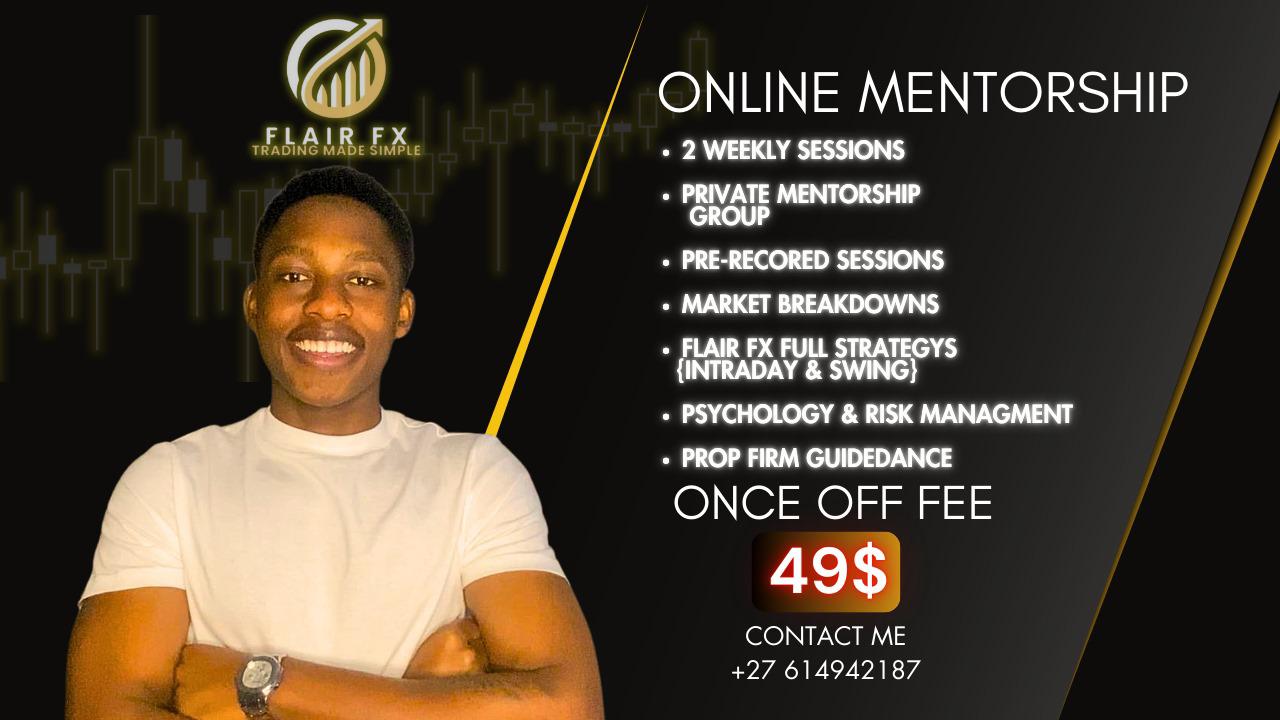 FLAIR FX
TRADING MADE SIMPLE
ONLINE MENTORSHIP
• 2 WEEKLY SESSIONS
• PRIVATE MENTORSHIP
GROUP
• PRE-RECORED SESSIONS
• MARKET BREAKDOWNS
• FLAIR FX FULL STRATEGYS
{INTRADAY & SWING}
• PSYCHOLOGY & RISK MANAGMENT
• PROP FIRM GUIDEDANCE
ONCE OFF FEE
49$
CONTACT ME
+27 614942187